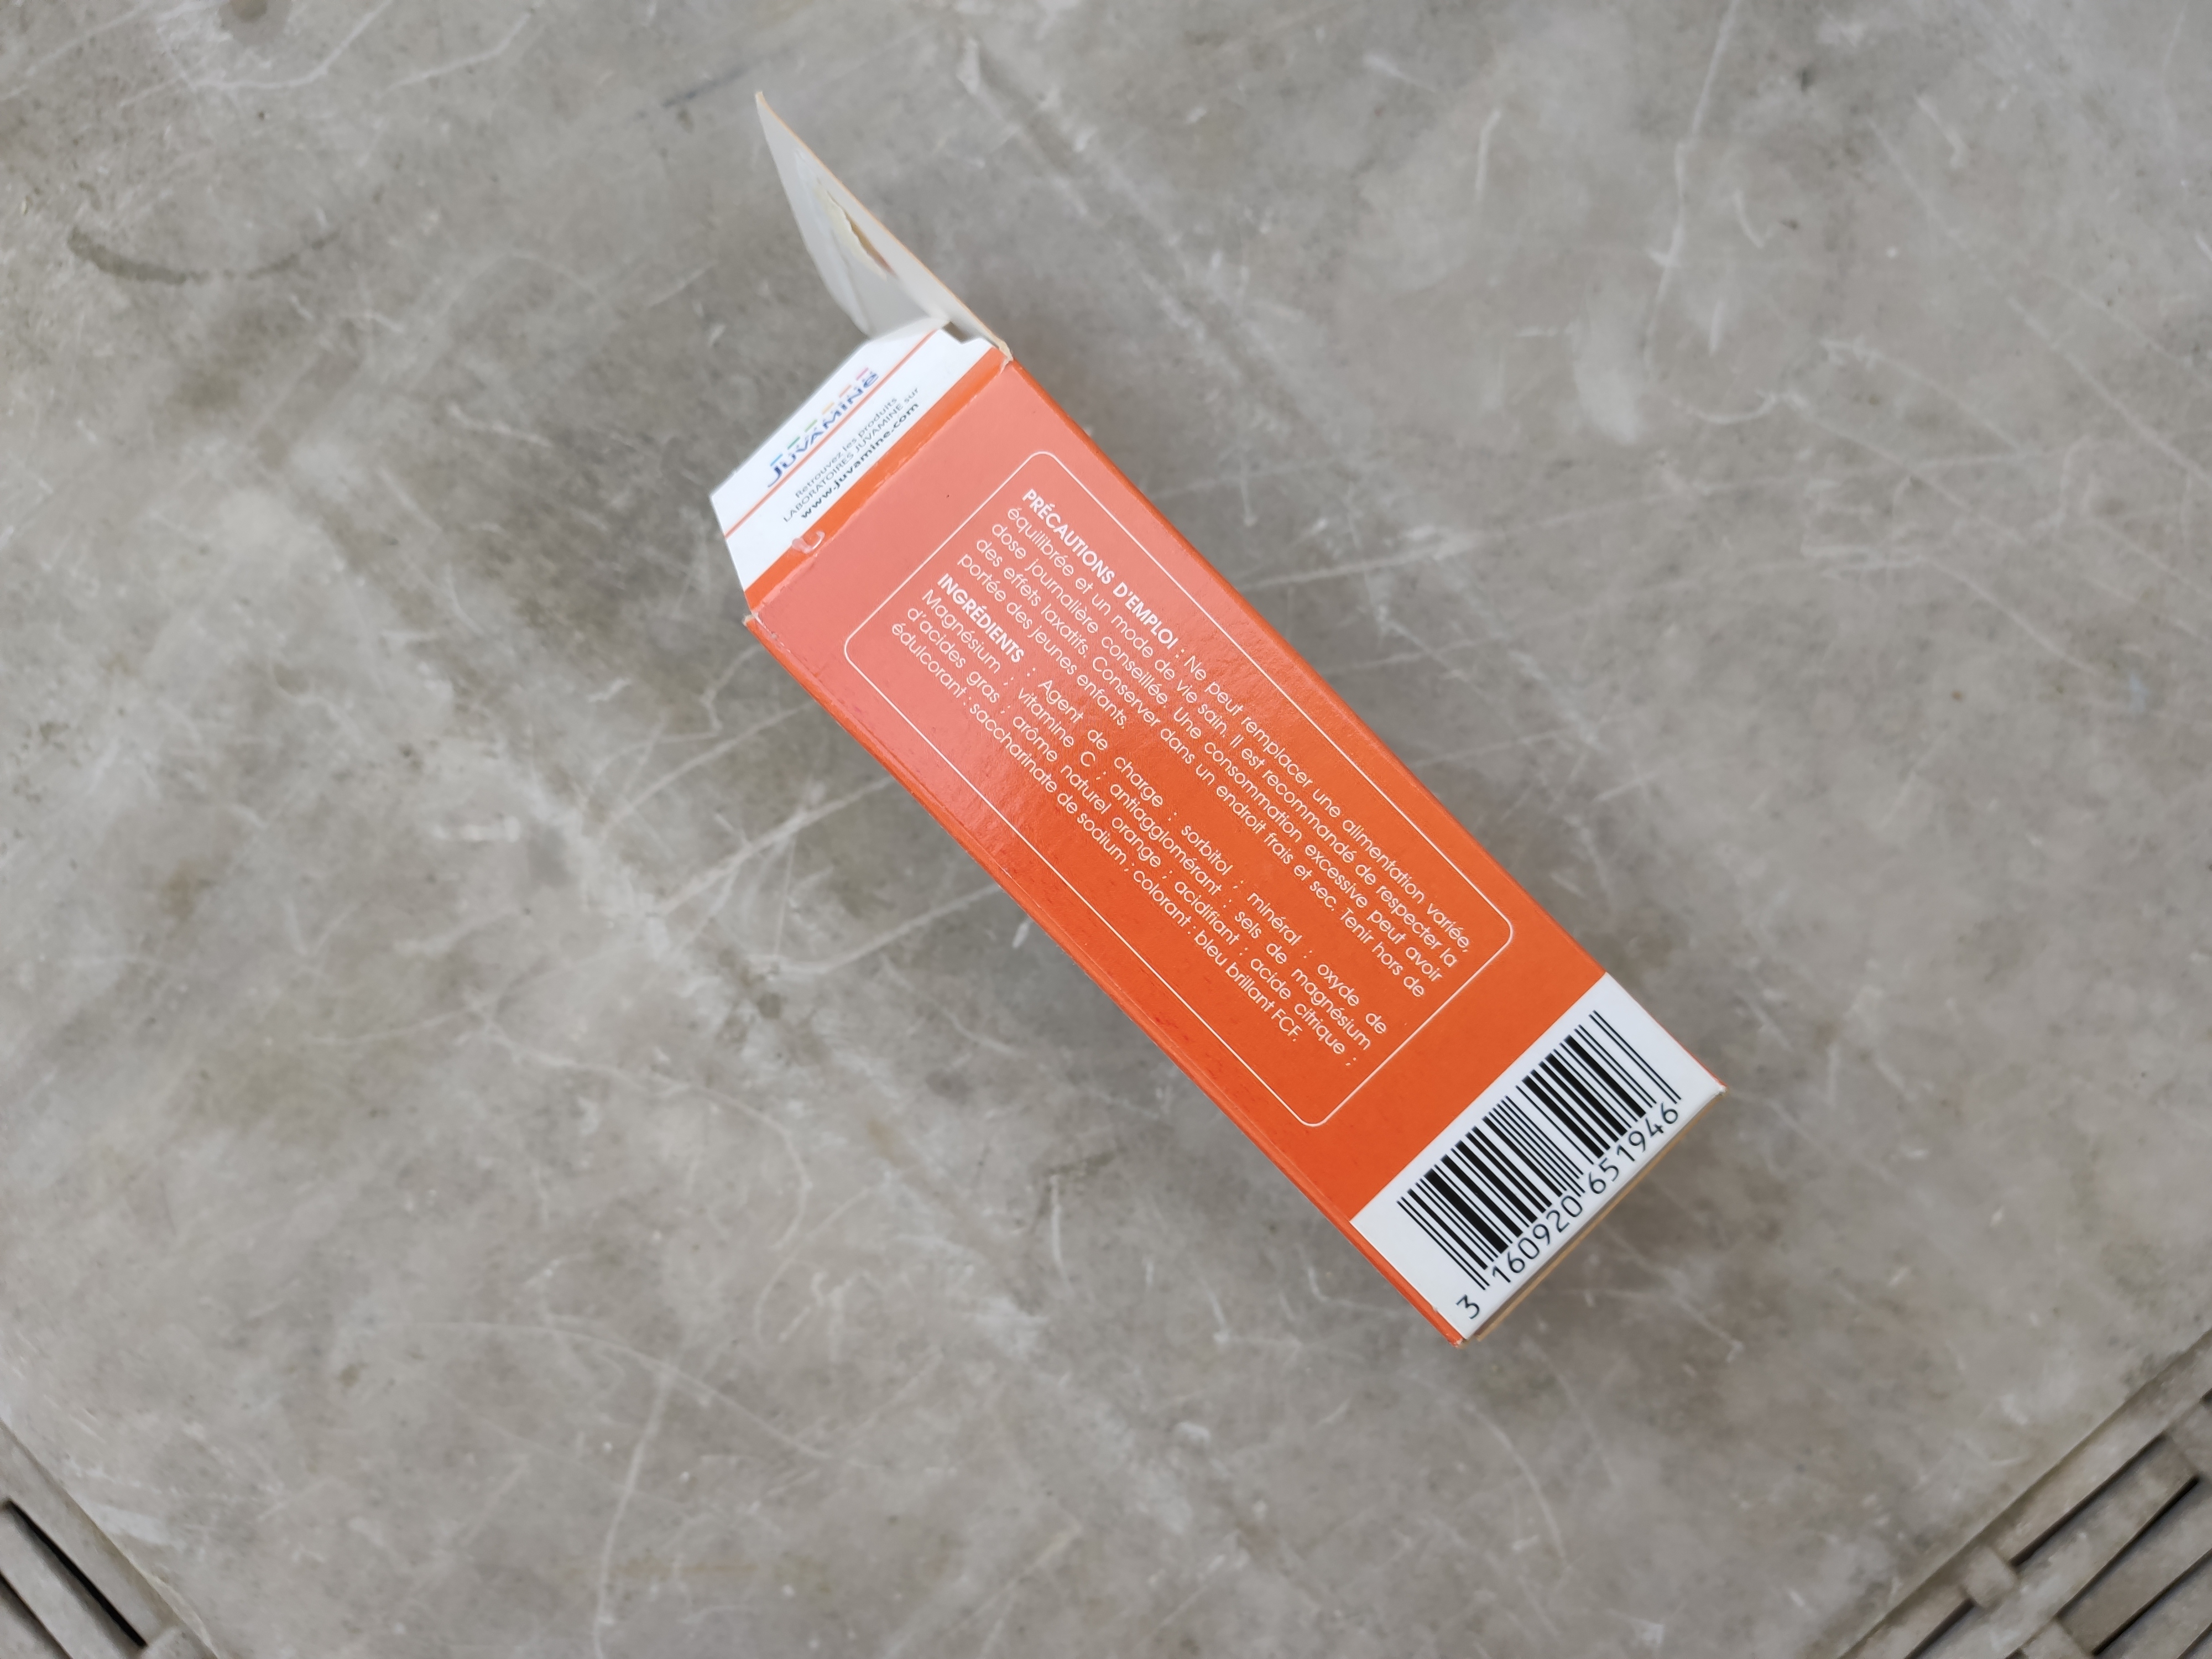 JUVAMINE
Retrouvez les produits
LABORATOIRES JUVAMINE sur
www.juvamine.com
PRÉCAUTIONS D'EMPLOI : Ne peut remplacer une alimentation variée,
équilibrée et un mode de vie sain. Il est recommandé de respecter la
dose journalière conseillée. Une consommation excessive peut avoir
des effets laxatifs. Conserver dans un endroit frais et sec. Tenir hors de
portée des jeunes enfants.
INGRÉDIENTS : Agent de charge : sorbitol ; minéral : oxyde de
Magnésium ; vitamine C ; antiagglomérant : sels de magnésium
d'acides gras ; arôme naturel orange ; acidifiant : acide citrique ;
édulcorant : saccharinate de sodium ; colorant : bleu brillant FCF.
3 160920 651946